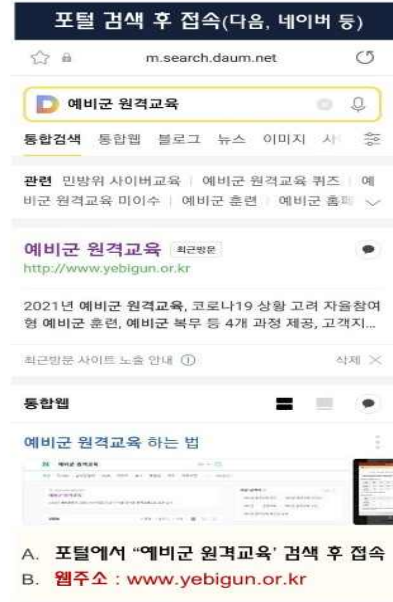 포털 검색 후 접속(다음, 네이버 등)
m.search.daum.net
예비군 원격교육
통합검색 통합웹 블로그 뉴스 이미지
관련 민방위 사이버교육 | 예비군 원격교육 퀴즈 | 예
비군 원격교육 미이수 | 예비군 훈련 | 예비군 홈
예비군 원격교육 최근방문
http://www.yebigun.or.kr
2021년 예비군 원격교육, 코로나19 상황 고려 자율참여
형 예비군 훈련, 예비군 복무 등 4개 과정 제공, 고객지...
최근방문 사이트 노출 안내 ⓘ 삭제 ×
통합웹
예비군 원격교육 하는 법
A. 포털에서 “예비군 원격교육‘ 검색 후 접속
B. 웹주소 : www.yebigun.or.kr